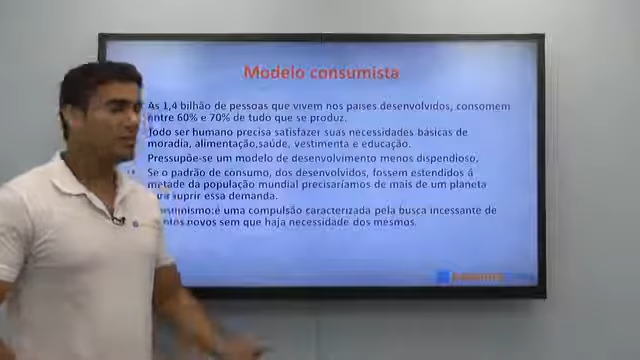 Modelo consumista
As 1,4 bilhão de pessoas que vivem nos países desenvolvidos, consomem
entre 60% e 70% de tudo que se produz.
Todo ser humano precisa satisfazer suas necessidades básicas de
moradia, alimentação,saúde, vestimenta e educação.
Pressupõe-se um modelo de desenvolvimento menos dispendioso.
Se o padrão de consumo, dos desenvolvidos, fossem estendidos á
metade da população mundial precisaríamos de mais de um planeta
suprir essa demanda.
é uma compulsão caracterizada pela busca incessante de
novos sem que haja necessidade dos mesmos.